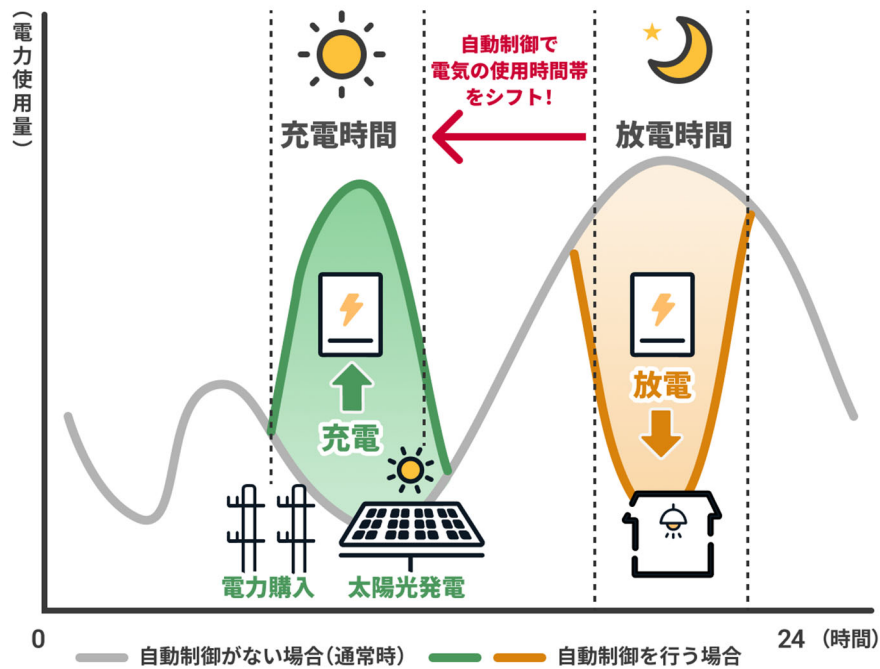 （電力使用量）
自動制御で
電気の使用時間帯
をシフト！
充電時間
放電時間
充電
放電
電力購入
太陽光発電
0
24 （時間）
自動制御がない場合（通常時）
自動制御を行う場合